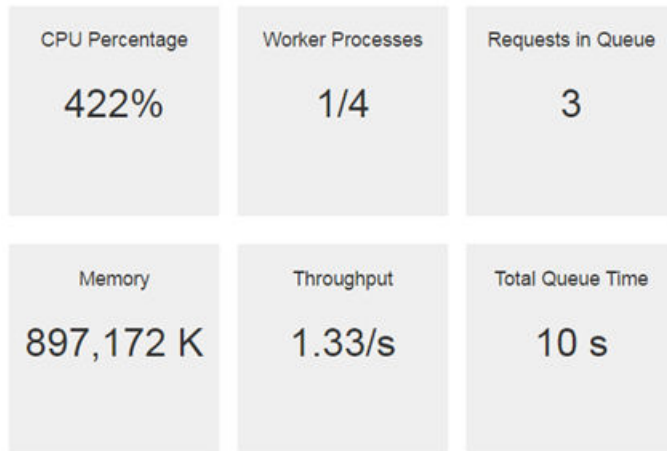 CPU Percentage
422%
Worker Processes
1/4
Requests in Queue
3
Memory
897,172 K
Throughput
1.33/s
Total Queue Time
10 s